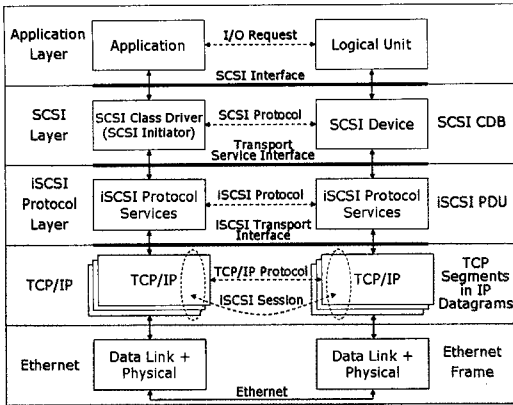 Application
Layer
Application
I/O Request
Logical Unit
SCSI Interface
SCSI
Layer
SCSI Class Driver
(SCSI Initiator)
SCSI Protocol
SCSI Device
SCSI CDB
Transport
Service Interface
iSCSI
Protocol
Layer
iSCSI Protocol
Services
iSCSI Protocol
iSCSI Protocol
Services
iSCSI PDU
iSCSI Transport
Interface
TCP/IP
TCP/IP
TCP/IP Protocol
iSCSI Session
TCP/IP
TCP
Segments
in IP
Datagrams
Ethernet
Data Link +
Physical
Ethernet
Data Link +
Physical
Ethernet
Frame